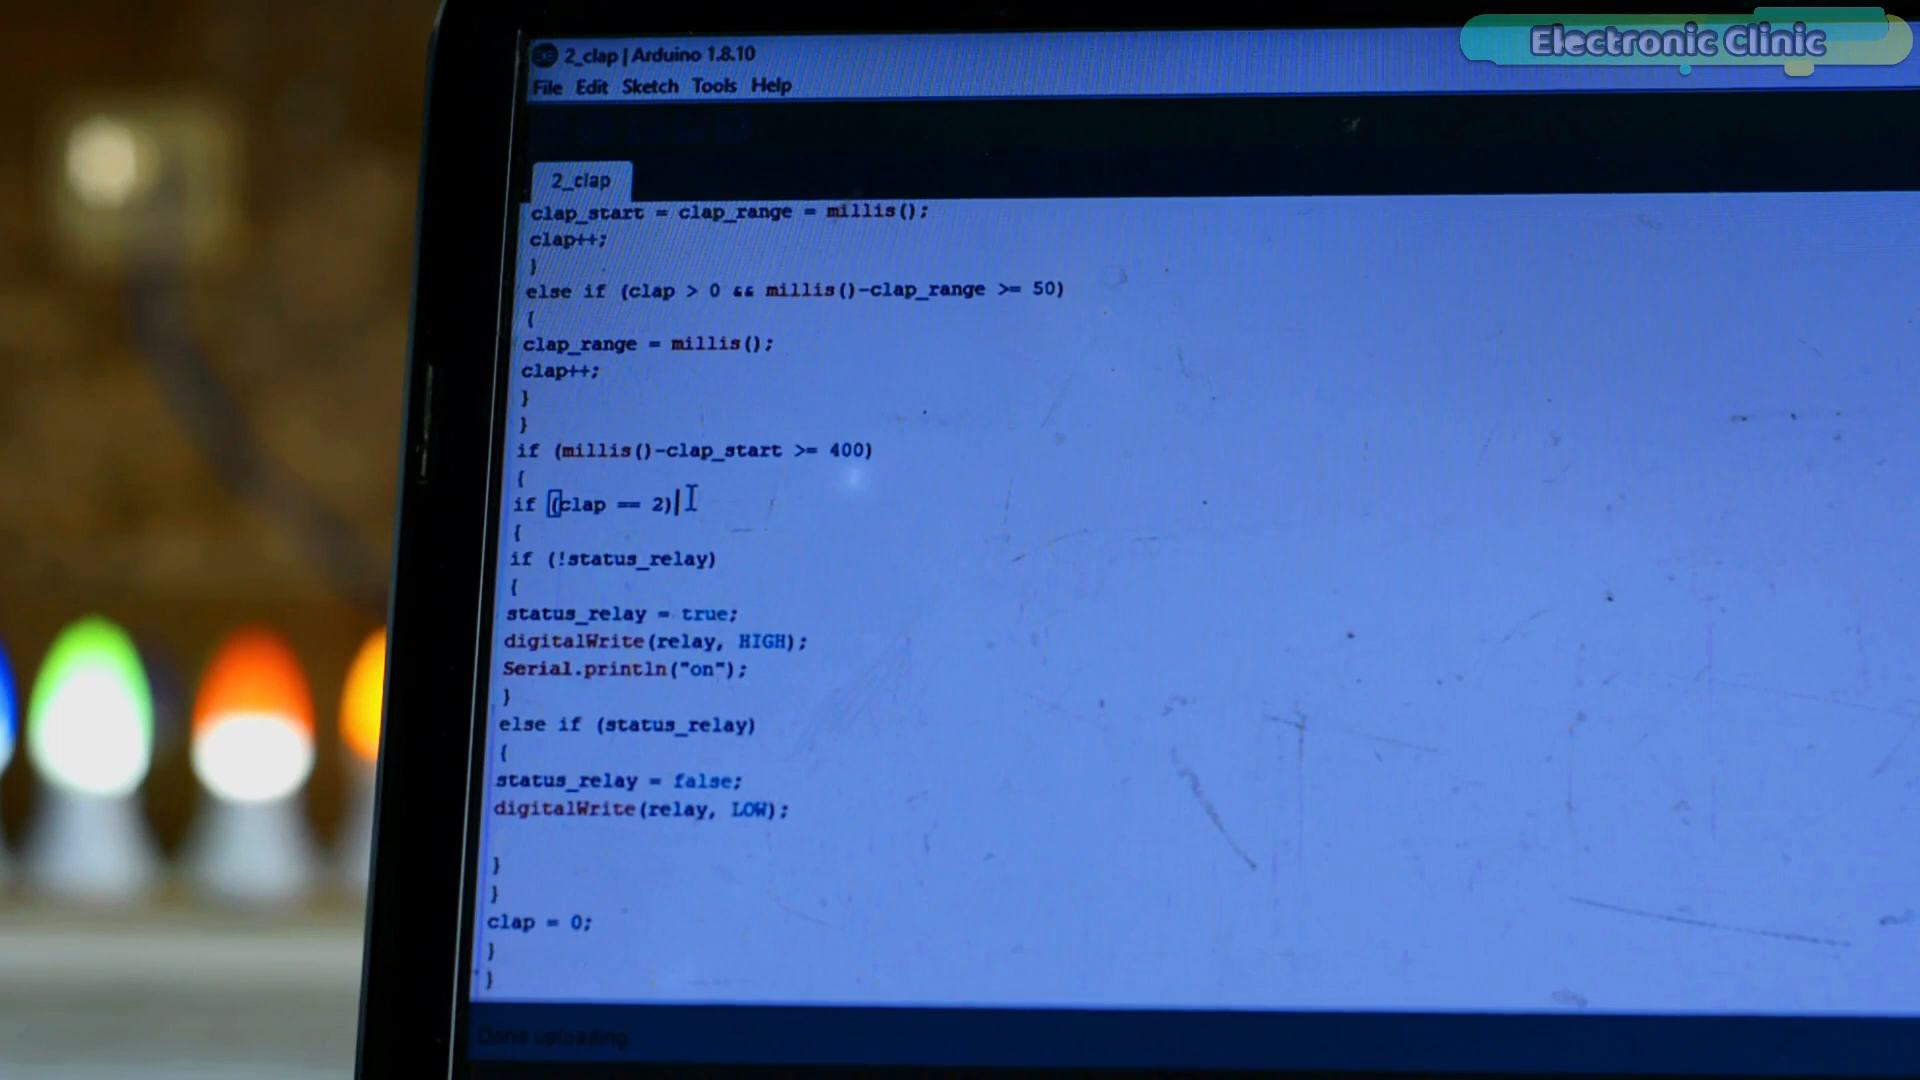 Electronic Clinic
2_clap | Arduino 1.8.10
File Edit Sketch Tools Help
2_clap
clap_start = clap_range = millis();
clap++;
}
else if (clap > 0 && millis()-clap_range >= 50)
{
clap_range = millis();
clap++;
}
}
if (millis()-clap_start >= 400)
{
if (clap == 2)
{
if (!status_relay)
{
status_relay = true;
digitalWrite(relay, HIGH);
Serial.println("on");
}
else if (status_relay)
{
status_relay = false;
digitalWrite(relay, LOW);
}
}
clap = 0;
}
}
Done uploading.